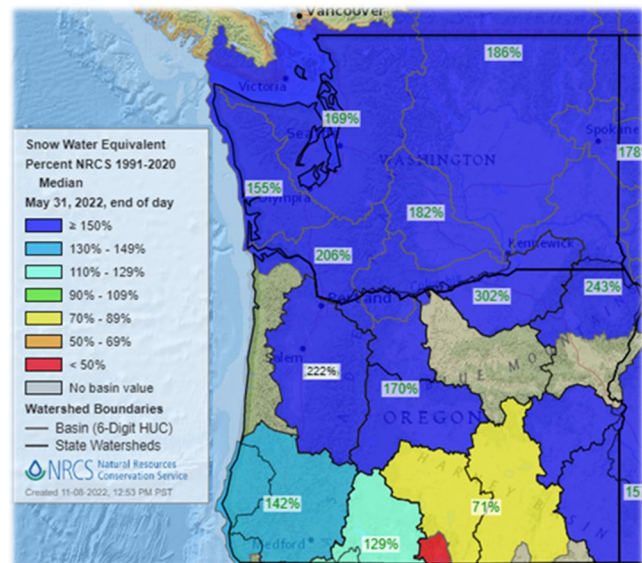 Vancouver
186%
Victoria
169%
Spokane
178
WASHINGTON
155%
Olympia
182%
206%
Kennewick
243%
302%
Portland
Salem
222%
170%
OREGON
142%
71%
15
Medford
129%
Snow Water Equivalent
Percent NRCS 1991-2020
Median
May 31, 2022, end of day
≥ 150%
130% - 149%
110% - 129%
90% - 109%
70% - 89%
50% - 69%
< 50%
No basin value
Watershed Boundaries
Basin (6-Digit HUC)
State Watersheds
NRCS Natural Resources
Conservation Service
Created 11-08-2022, 12:53 PM PST